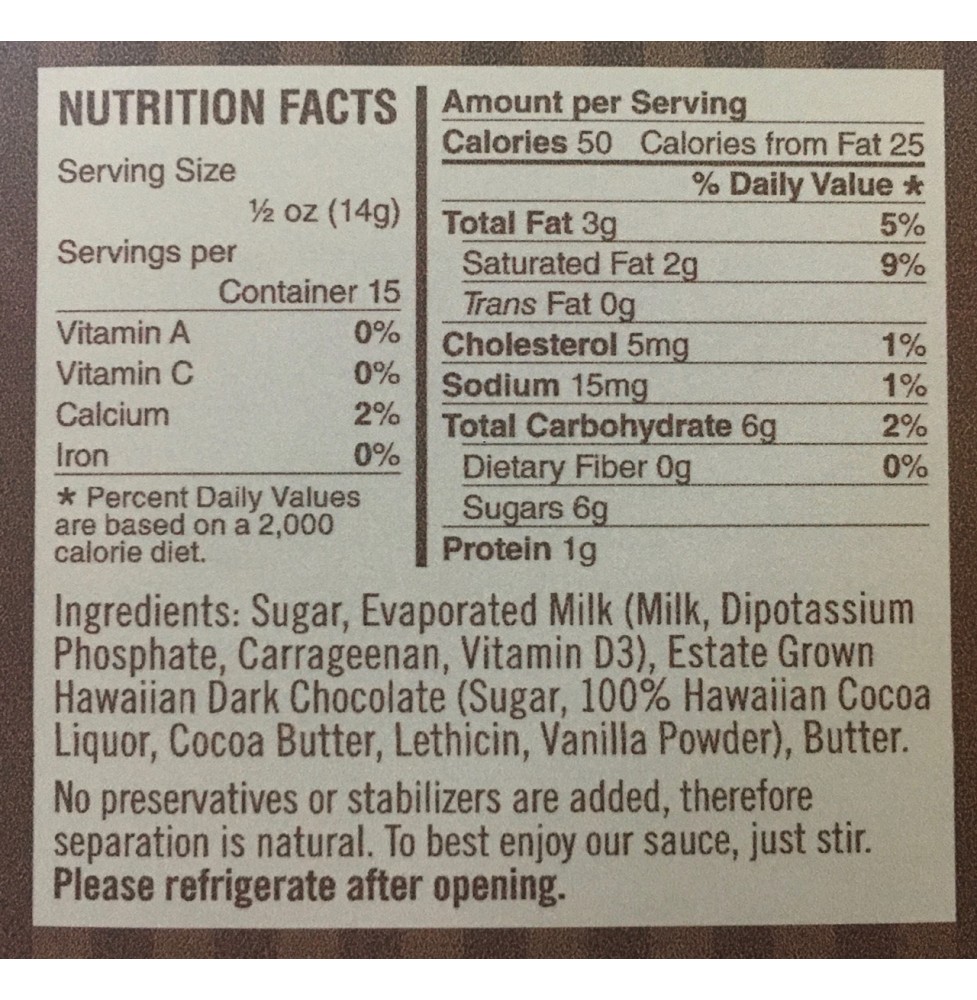 NUTRITION FACTS
Serving Size
½ oz (14g)
Servings per
Container 15
Vitamin A 0%
Vitamin C 0%
Calcium 2%
Iron 0%
* Percent Daily Values
are based on a 2,000
calorie diet.
Amount per Serving
Calories 50 Calories from Fat 25
% Daily Value *
Total Fat 3g 5%
Saturated Fat 2g 9%
Trans Fat 0g
Cholesterol 5mg 1%
Sodium 15mg 1%
Total Carbohydrate 6g 2%
Dietary Fiber 0g 0%
Sugars 6g
Protein 1g
Ingredients: Sugar, Evaporated Milk (Milk, Dipotassium
Phosphate, Carrageenan, Vitamin D3), Estate Grown
Hawaiian Dark Chocolate (Sugar, 100% Hawaiian Cocoa
Liquor, Cocoa Butter, Lethicin, Vanilla Powder), Butter.
No preservatives or stabilizers are added, therefore
separation is natural. To best enjoy our sauce, just stir.
Please refrigerate after opening.